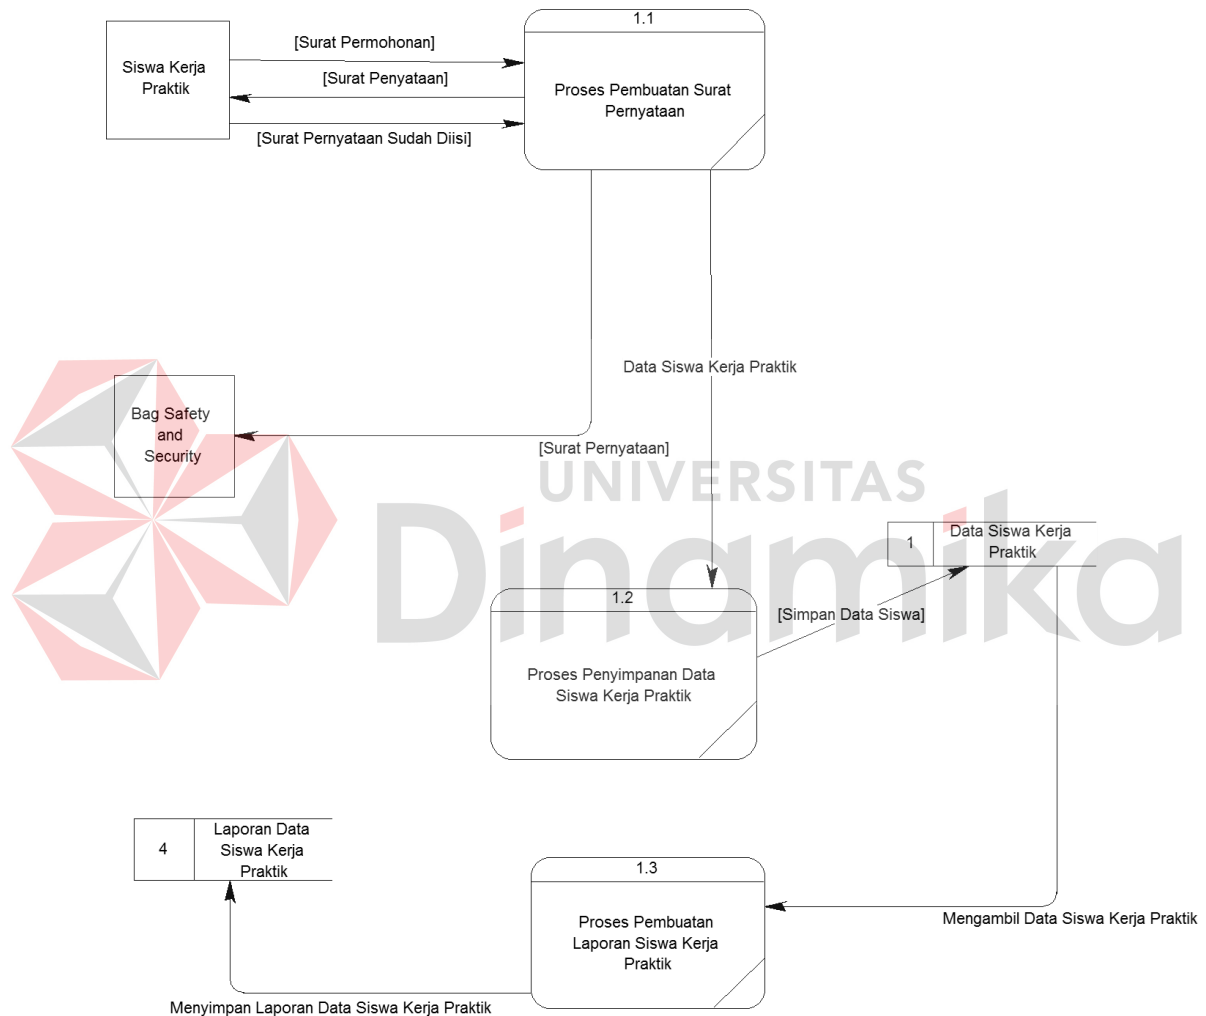 1.1
[Surat Permohonan]
Siswa Kerja
Praktik
[Surat Penyataan]
Proses Pembuatan Surat
Pernyataan
[Surat Pernyataan Sudah Diisi]
Data Siswa Kerja Praktik
Bag Safety
and
Security
[Surat Pernyataan]
UNIVERSITAS
Dinamika
1
Data Siswa Kerja
Praktik
1.2
[Simpan Data Siswa]
Proses Penyimpanan Data
Siswa Kerja Praktik
4
Laporan Data
Siswa Kerja
Praktik
1.3
Proses Pembuatan
Laporan Siswa Kerja
Praktik
Mengambil Data Siswa Kerja Praktik
Menyimpan Laporan Data Siswa Kerja Praktik